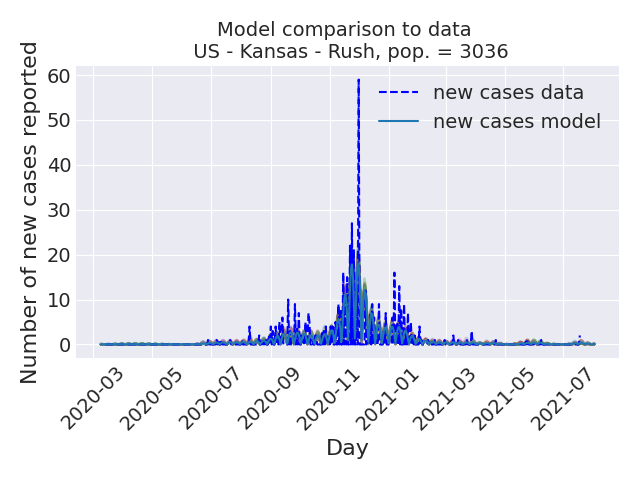 Model comparison to data
US - Kansas - Rush, pop. = 3036
Number of new cases reported
60
50
40
30
20
10
0
new cases data
new cases model
2020-03
2020-05
2020-07
2020-09
2020-11
2021-01
2021-03
2021-05
2021-07
Day